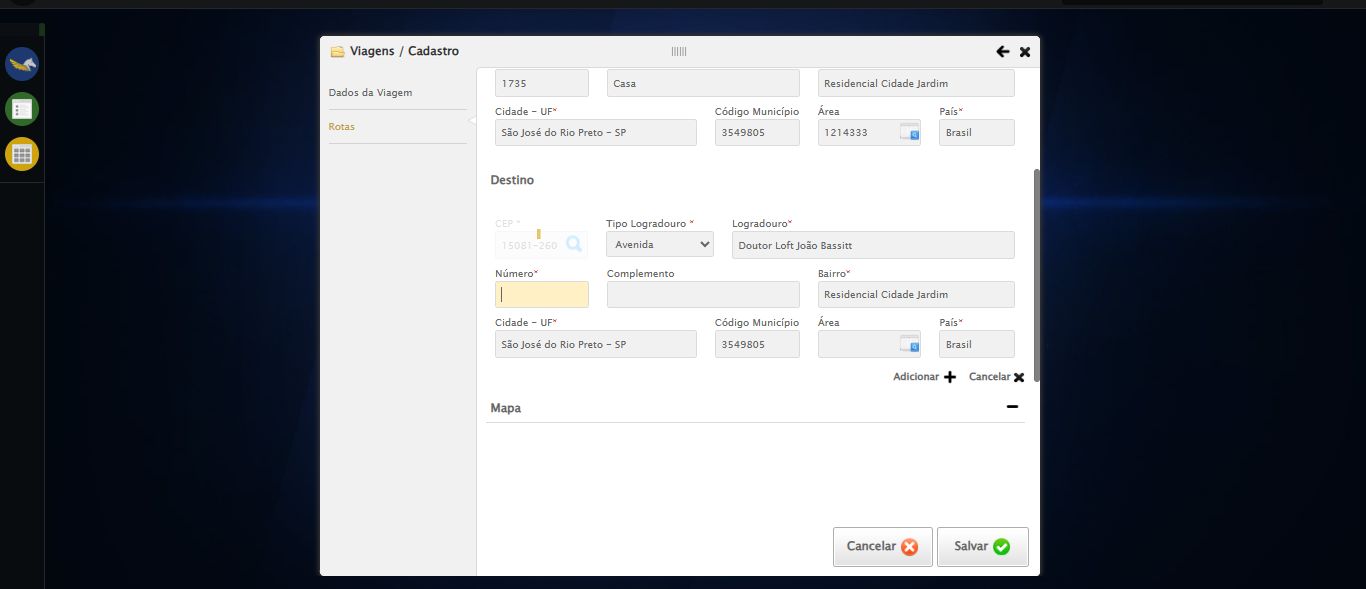 Viagens / Cadastro
Dados da Viagem
Rotas
1735 Casa Residencial Cidade Jardim
Cidade - UF* Código Município Área País*
São José do Rio Preto - SP 3549805 1214333 Brasil
Destino
CEP * Tipo Logradouro * Logradouro*
15081-260 Avenida Doutor Loft João Bassitt
Número* Complemento Bairro*
Residencial Cidade Jardim
Cidade - UF* Código Município Área País*
São José do Rio Preto - SP 3549805 Brasil
Adicionar Cancelar
Mapa
Cancelar Salvar